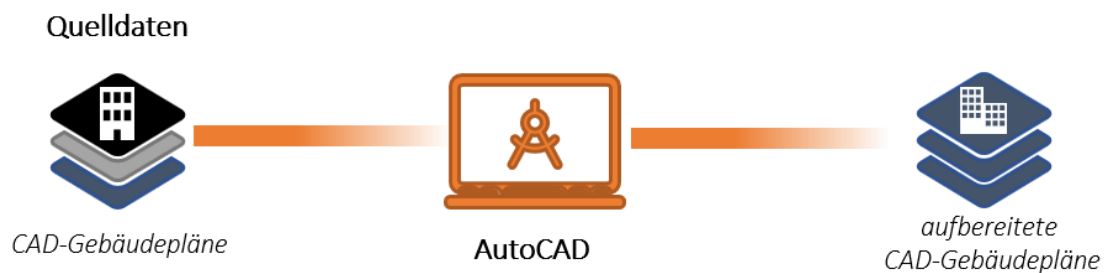 Quelldaten
CAD-Gebäudepläne
AutoCAD
aufbereitete
CAD-Gebäudepläne